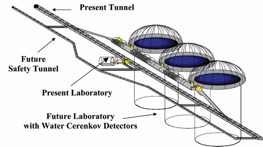 Present Tunnel
Future
Safety Tunnel
Present Laboratory
Future Laboratory
with Water Cerenkov Detectors